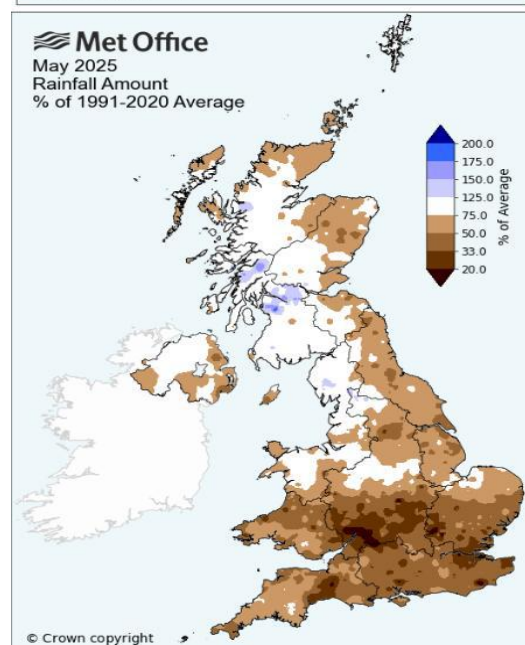 Met Office
May 2025
Rainfall Amount
% of 1991-2020 Average
200.0
175.0
150.0
125.0
75.0
50.0
33.0
20.0
% of Average
© Crown copyright